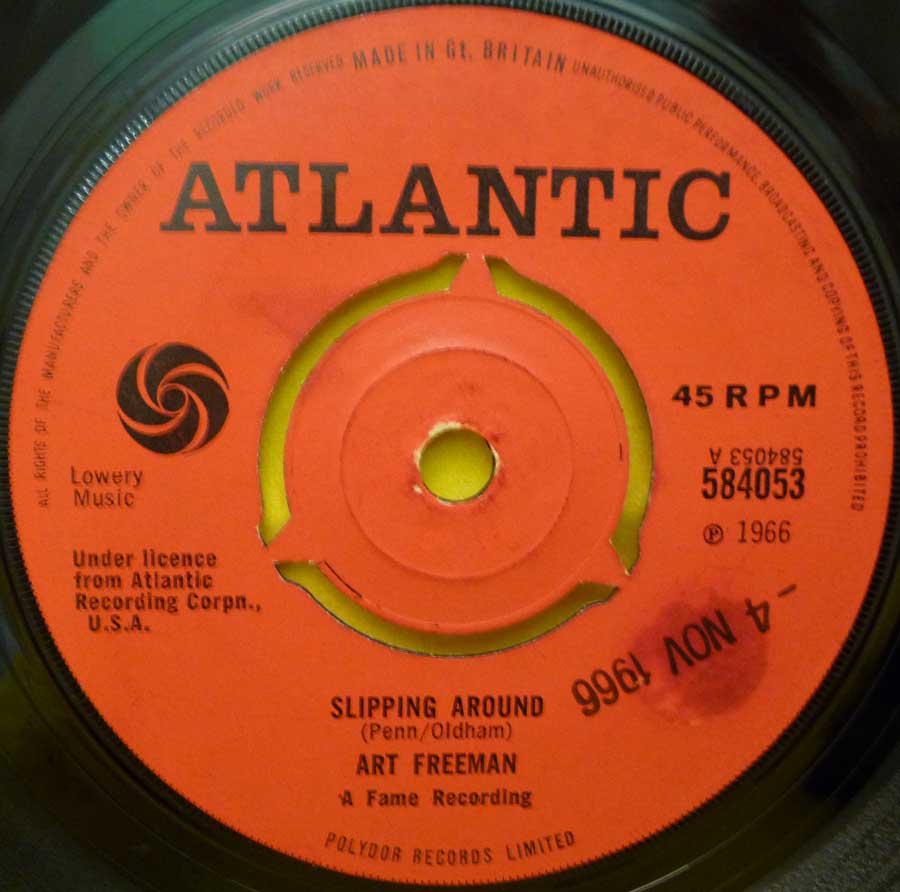 ALL RIGHTS OF THE MANUFACTURERS AND THE OWNER OF THE RECORDED WORK RESERVED MADE IN Gt. BRITAIN UNAUTHORISED PUBLIC PERFORMANCE, BROADCASTING AND COPYING OF THIS RECORD PROHIBITED
ATLANTIC
45 RPM
584053 A
584053
℗ 1966
Lowery
Music
Under licence
from Atlantic
Recording Corpn.,
U.S.A.
- 4 NOV 1966
SLIPPING AROUND
(Penn/Oldham)
ART FREEMAN
A Fame Recording
POLYDOR RECORDS LIMITED